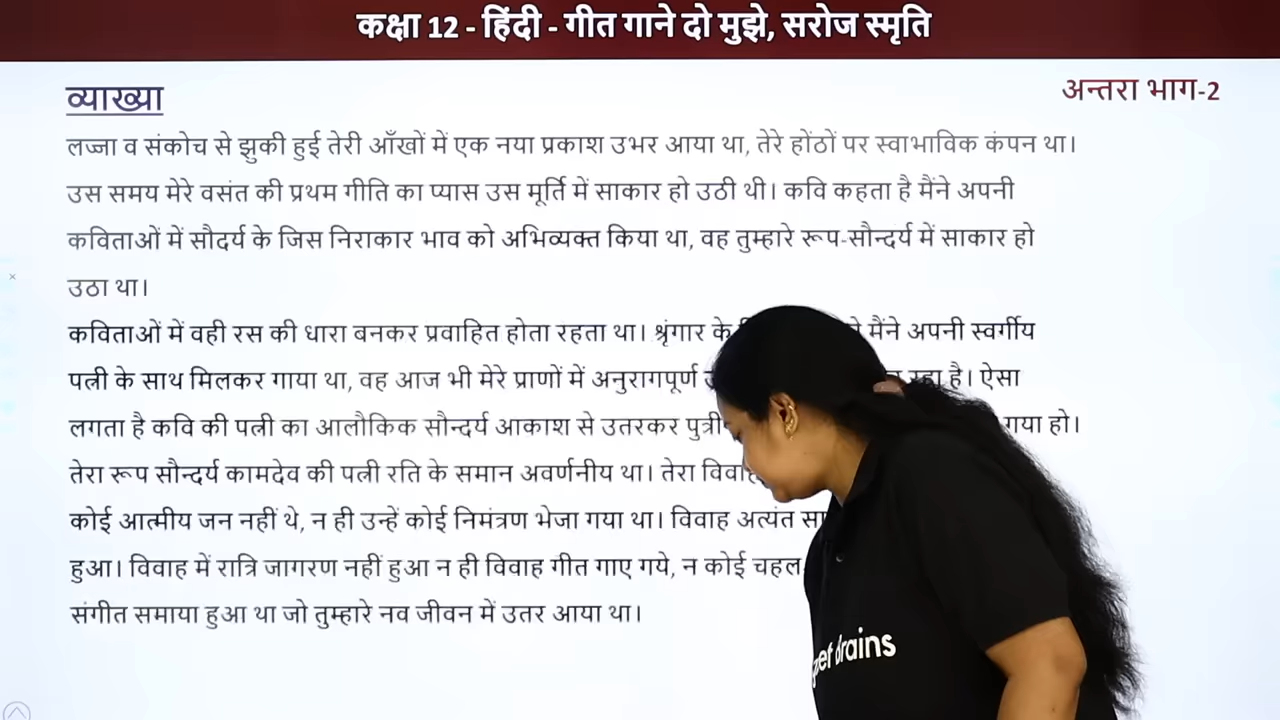 कक्षा 12 - हिंदी - गीत गाने दो मुझे, सरोज स्मृति
व्याख्या
अन्तरा भाग-2
लज्जा व संकोच से झुकी हुई तेरी आँखों में एक नया प्रकाश उभर आया था, तेरे होंठों पर स्वाभाविक कंपन था।
उस समय मेरे वसंत की प्रथम गीति का प्यास उस मूर्ति में साकार हो उठी थी। कवि कहता है मैंने अपनी
कविताओं में सौदर्य के जिस निराकार भाव को अभिव्यक्त किया था, वह तुम्हारे रूप-सौन्दर्य में साकार हो
उठा था।
कविताओं में वही रस की धारा बनकर प्रवाहित होता रहता था। श्रृंगार के मैंने अपनी स्वर्गीय
पत्नी के साथ मिलकर गाया था, वह आज भी मेरे प्राणों में अनुरागपूर्ण रहा है। ऐसा
लगता है कवि की पत्नी का आलौकिक सौन्दर्य आकाश से उतरकर पुत्री गया हो।
तेरा रूप सौन्दर्य कामदेव की पत्नी रति के समान अवर्णनीय था। तेरा
कोई आत्मीय जन नहीं थे, न ही उन्हें कोई निमंत्रण भेजा गया था। विवाह अत्यंत
हुआ। विवाह में रात्रि जागरण नहीं हुआ न ही विवाह गीत गाए गये, न कोई चहल
संगीत समाया हुआ था जो तुम्हारे नव जीवन में उतर आया था।
brains